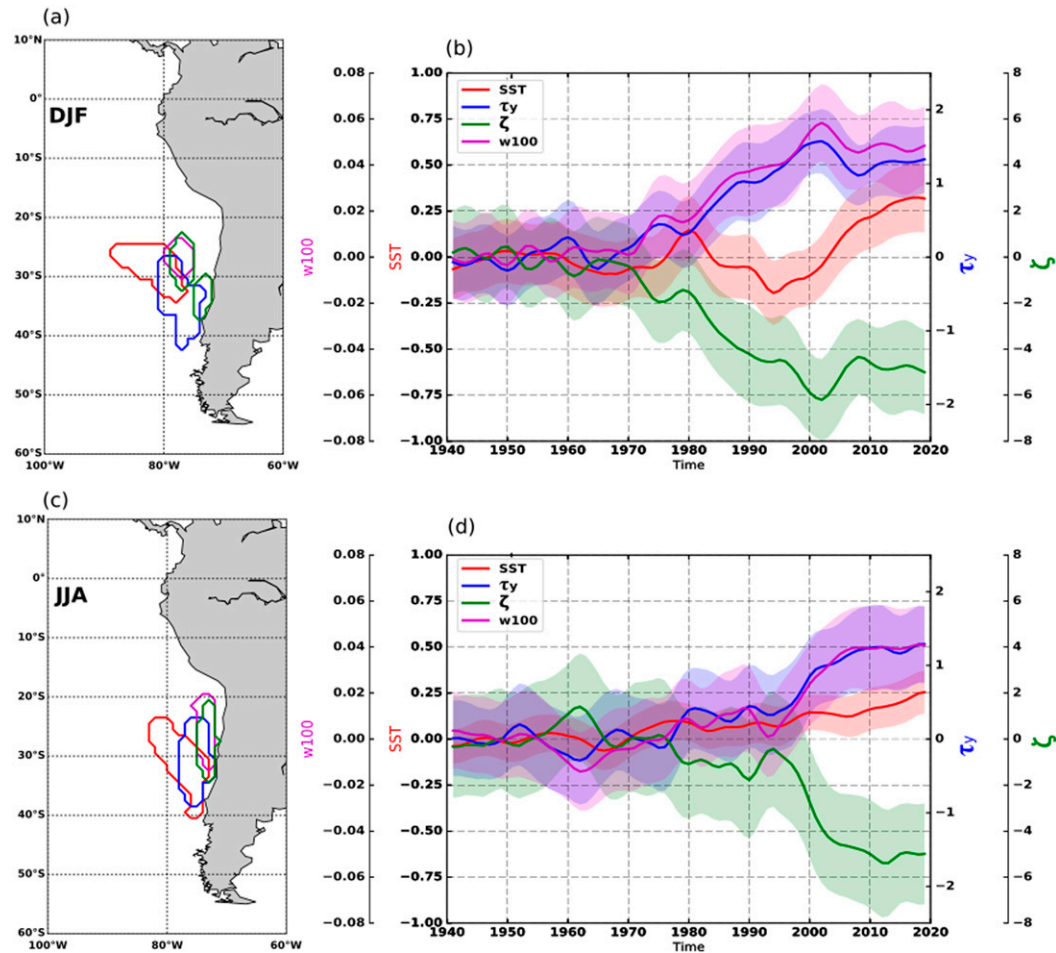 (a)
10°N
0°
10°S
20°S
30°S
40°S
50°S
60°S
100°W
80°W
60°W
DJF
(b)
0.08
0.06
0.04
0.02
0.00
−0.02
−0.04
−0.06
−0.08
w100
1.00
0.75
0.50
0.25
0.00
−0.25
−0.50
−0.75
−1.00
SST
SST
τy
ζ
w100
1940
1950
1960
1970
1980
1990
2000
2010
2020
Time
2
1
0
−1
−2
τy
8
6
4
2
0
−2
−4
−6
−8
ζ
(c)
10°N
0°
10°S
20°S
30°S
40°S
50°S
60°S
100°W
80°W
60°W
JJA
(d)
0.08
0.06
0.04
0.02
0.00
−0.02
−0.04
−0.06
−0.08
w100
1.00
0.75
0.50
0.25
0.00
−0.25
−0.50
−0.75
−1.00
SST
SST
τy
ζ
w100
1940
1950
1960
1970
1980
1990
2000
2010
2020
Time
2
1
0
−1
−2
τy
8
6
4
2
0
−2
−4
−6
−8
ζ